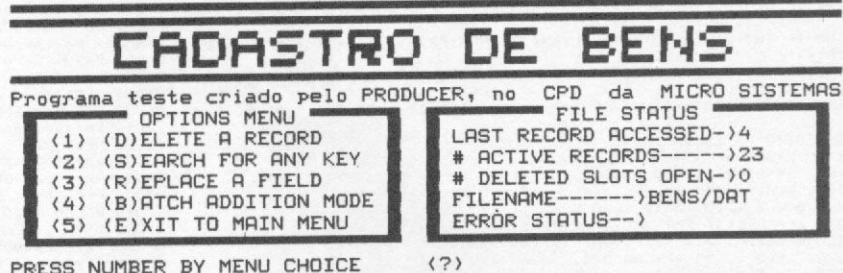 CADASTRO DE BENS
Programa teste criado pelo PRODUCER, no CPD da MICRO SISTEMAS
OPTIONS MENU
(1) (D)ELETE A RECORD
(2) (S)EARCH FOR ANY KEY
(3) (R)EPLACE A FIELD
(4) (B)ATCH ADDITION MODE
(5) (E)XIT TO MAIN MENU
FILE STATUS
LAST RECORD ACCESSED-)4
# ACTIVE RECORDS-----)23
# DELETED SLOTS OPEN-)0
FILENAME-------)BENS/DAT
ERROR STATUS--)
PRESS NUMBER BY MENU CHOICE (?)